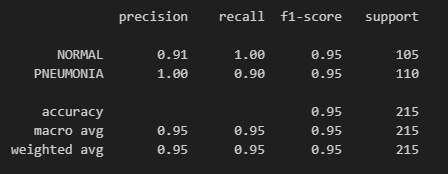 precision recall f1-score support
NORMAL 0.91 1.00 0.95 105
PNEUMONIA 1.00 0.90 0.95 110
accuracy 0.95 215
macro avg 0.95 0.95 0.95 215
weighted avg 0.95 0.95 0.95 215